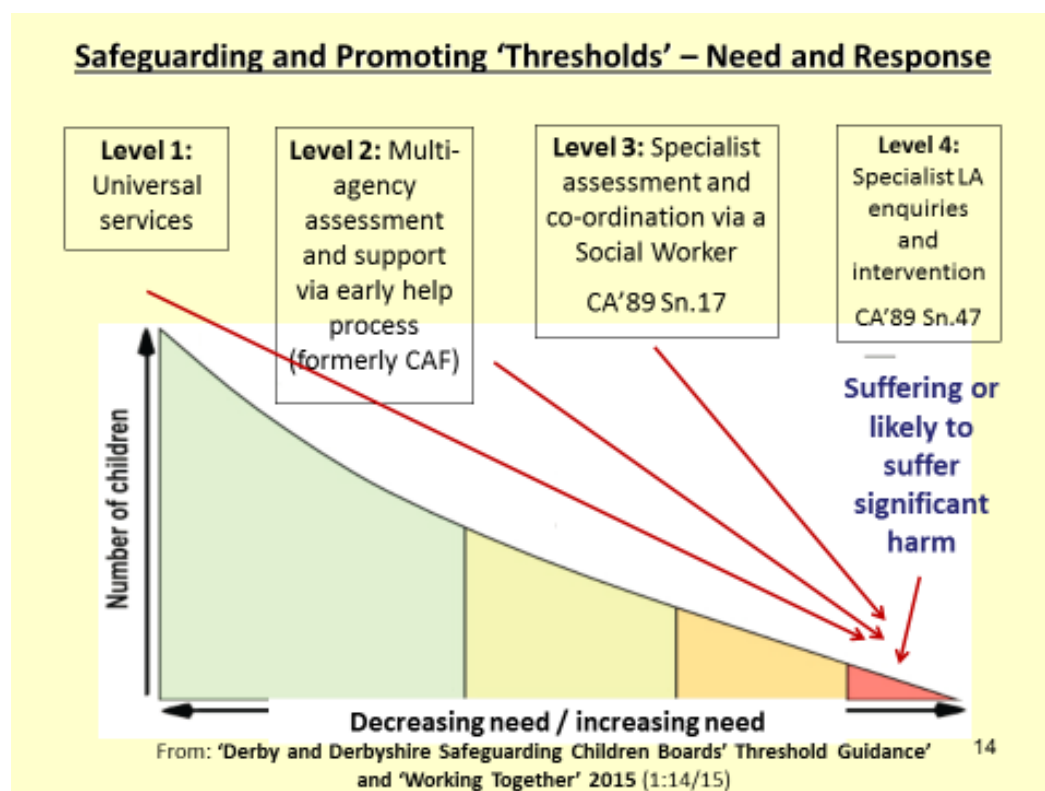 Safeguarding and Promoting ‘Thresholds’ – Need and Response
Level 1:
Universal
services
Level 2: Multi-
agency
assessment
and support
via early help
process
(formerly CAF)
Level 3: Specialist
assessment and
co-ordination via a
Social Worker
CA’89 Sn.17
Level 4:
Specialist LA
enquiries
and
intervention
CA’89 Sn.47
Suffering or
likely to
suffer
significant
harm
Number of children
Decreasing need / increasing need
From: ‘Derby and Derbyshire Safeguarding Children Boards’ Threshold Guidance’
and ‘Working Together’ 2015 (1:14/15)
14